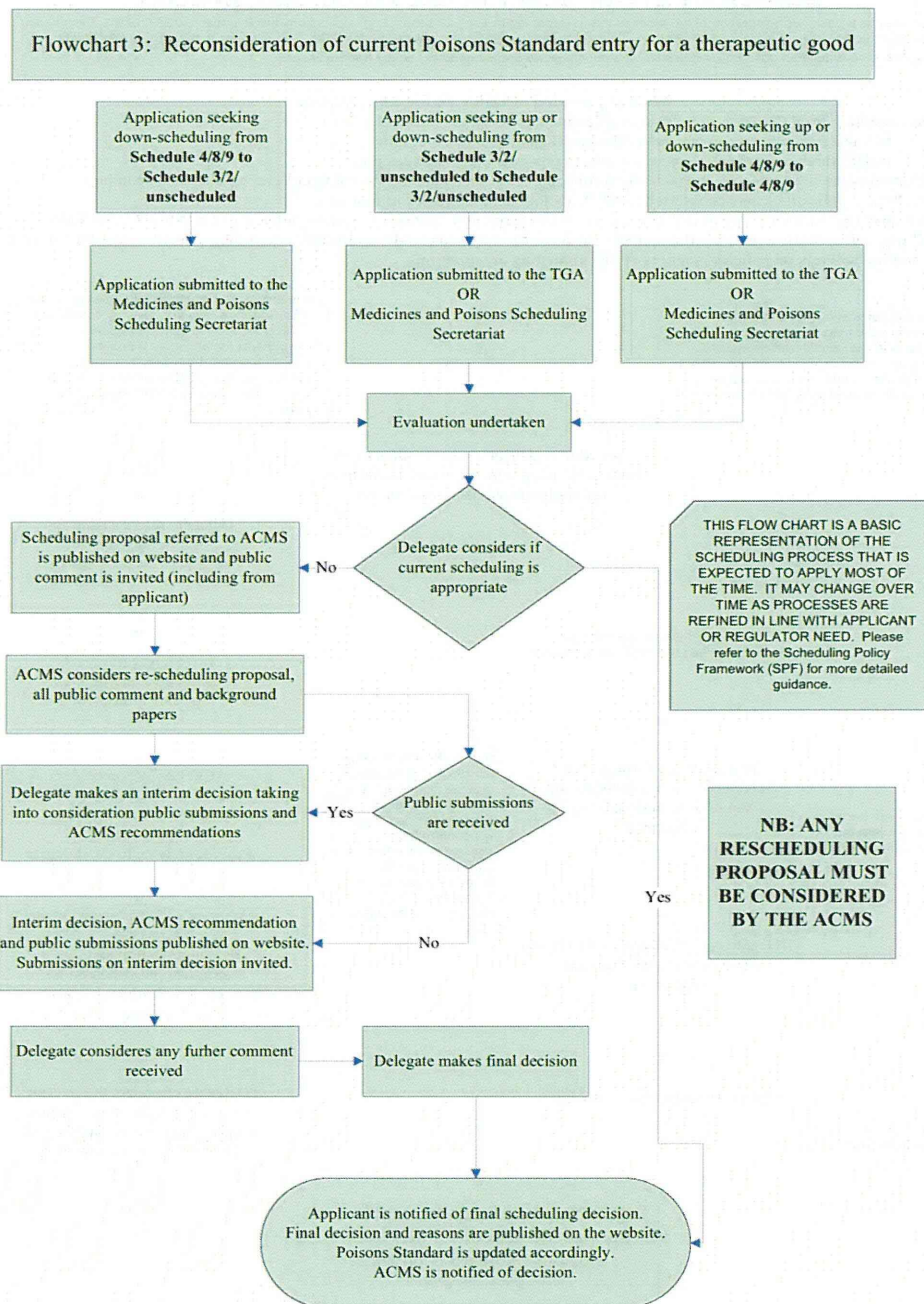 Flowchart 3: Reconsideration of current Poisons Standard entry for a therapeutic good
Application seeking
down-scheduling from
Schedule 4/8/9 to
Schedule 3/2/
unscheduled
Application seeking up or
down-scheduling from
Schedule 3/2/
unscheduled to Schedule
3/2/unscheduled
Application seeking up or
down-scheduling from
Schedule 4/8/9 to
Schedule 4/8/9
Application submitted to the
Medicines and Poisons
Scheduling Secretariat
Application submitted to the TGA
OR
Medicines and Poisons Scheduling
Secretariat
Application submitted to the TGA
OR
Medicines and Poisons
Scheduling Secretariat
Evaluation undertaken
Delegate considers if
current scheduling is
appropriate
No
Scheduling proposal referred to ACMS
is published on website and public
comment is invited (including from
applicant)
THIS FLOW CHART IS A BASIC
REPRESENTATION OF THE
SCHEDULING PROCESS THAT IS
EXPECTED TO APPLY MOST OF
THE TIME. IT MAY CHANGE OVER
TIME AS PROCESSES ARE
REFINED IN LINE WITH APPLICANT
OR REGULATOR NEED. Please
refer to the Scheduling Policy
Framework (SPF) for more detailed
guidance.
ACMS considers re-scheduling proposal,
all public comment and background
papers
Delegate makes an interim decision taking
into consideration public submissions and
ACMS recommendations
Yes
Public submissions
are received
NB: ANY
RESCHEDULING
PROPOSAL MUST
BE CONSIDERED
BY THE ACMS
Yes
Interim decision, ACMS recommendation
and public submissions published on website.
Submissions on interim decision invited.
No
Delegate consideres any furher comment
received
Delegate makes final decision
Applicant is notified of final scheduling decision.
Final decision and reasons are published on the website.
Poisons Standard is updated accordingly.
ACMS is notified of decision.